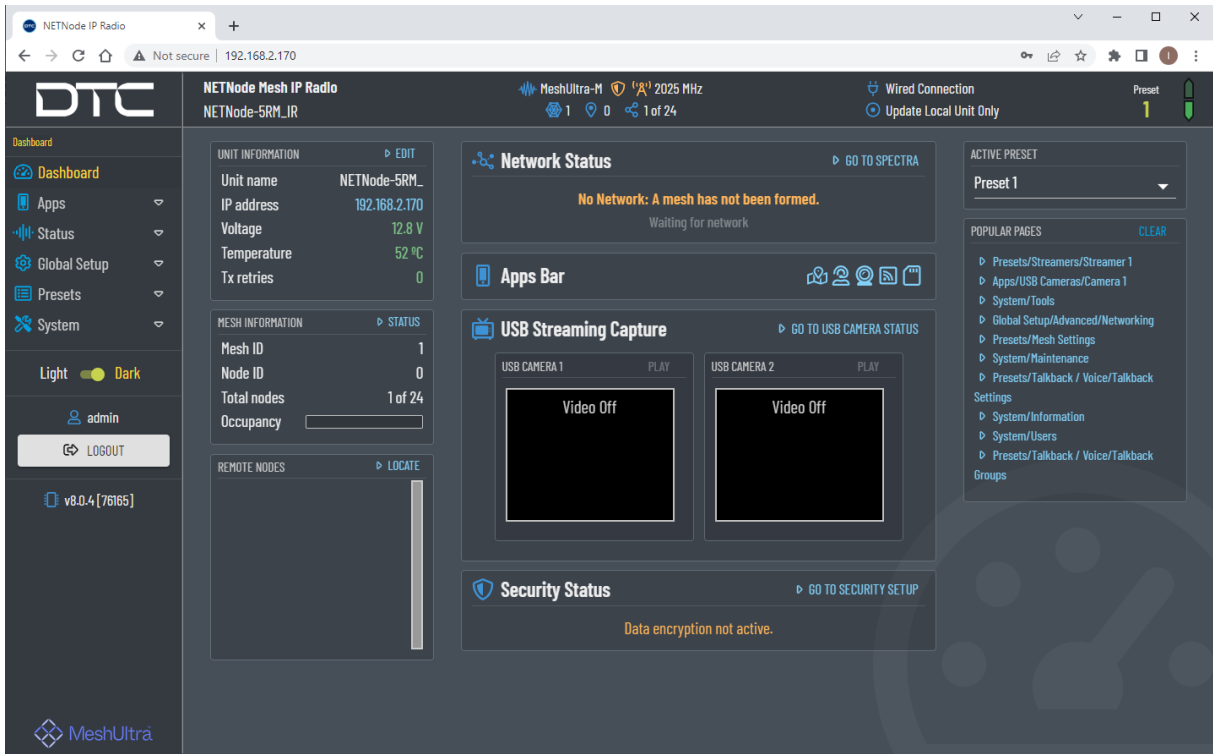 NETNode IP Radio
Not secure | 192.168.2.170
DTC
NETNode Mesh IP Radio
NETNode-5RM_IR
MeshUltra-M 2025 MHz
1 0 1 of 24
Wired Connection
Update Local Unit Only
Preset
1
Dashboard
Dashboard
Apps
Status
Global Setup
Presets
System
Light Dark
admin
LOGOUT
v8.0.4 [76165]
MeshUltra
UNIT INFORMATION EDIT
Unit name NETNode-5RM_
IP address 192.168.2.170
Voltage 12.8 V
Temperature 52 ºC
Tx retries 0
MESH INFORMATION STATUS
Mesh ID 1
Node ID 0
Total nodes 1 of 24
Occupancy
REMOTE NODES LOCATE
Network Status GO TO SPECTRA
No Network: A mesh has not been formed.
Waiting for network
Apps Bar
USB Streaming Capture GO TO USB CAMERA STATUS
USB CAMERA 1 PLAY USB CAMERA 2 PLAY
Video Off Video Off
Security Status GO TO SECURITY SETUP
Data encryption not active.
ACTIVE PRESET
Preset 1
POPULAR PAGES CLEAR
Presets/Streamers/Streamer 1
Apps/USB Cameras/Camera 1
System/Tools
Global Setup/Advanced/Networking
Presets/Mesh Settings
System/Maintenance
Presets/Talkback / Voice/Talkback
Settings
System/Information
System/Users
Presets/Talkback / Voice/Talkback
Groups